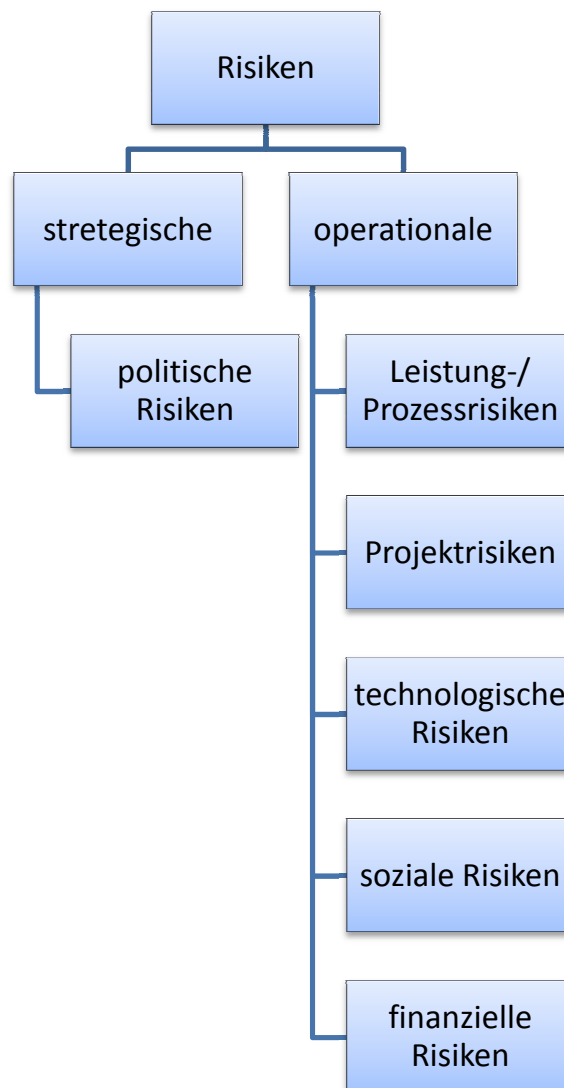 Risiken
stretegische
operationale
politische
Risiken
Leistung-/
Prozessrisiken
Projektrisiken
technologische
Risiken
soziale Risiken
finanzielle
Risiken